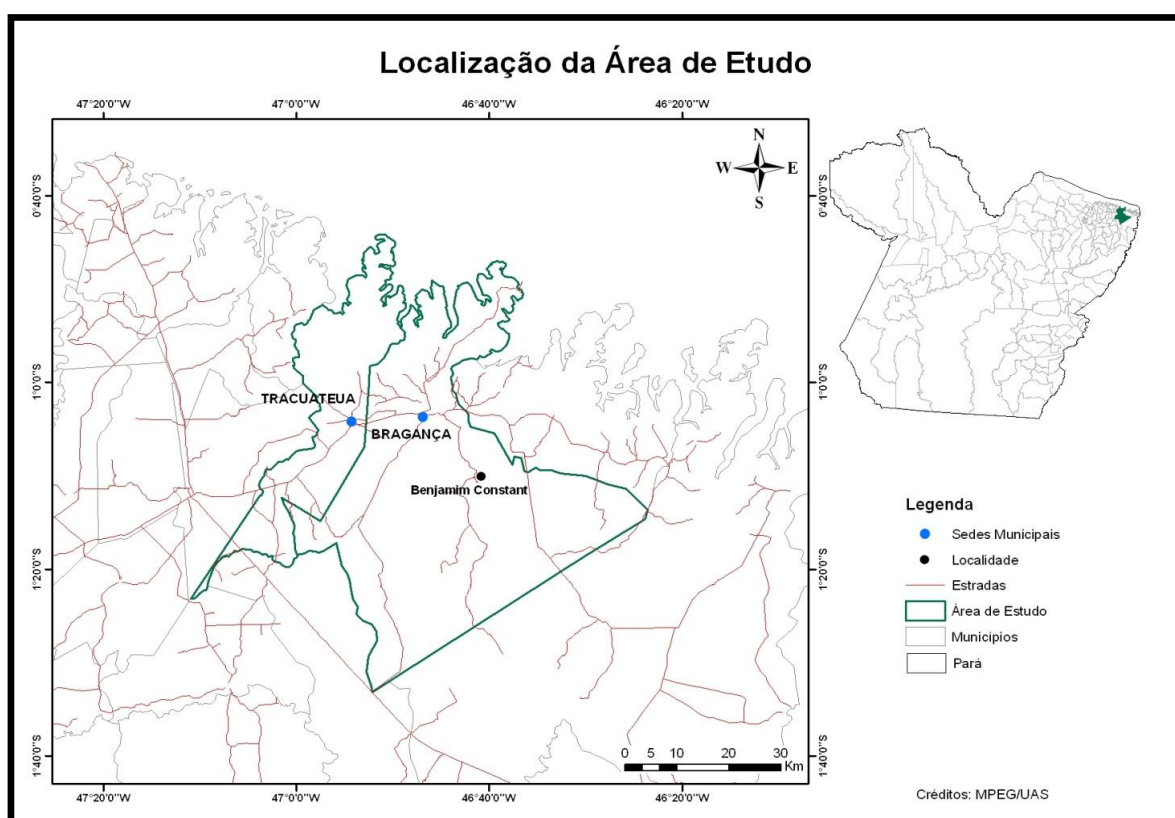 Localização da Área de Etudo
47°20'0"W 47°0'0"W 46°40'0"W 46°20'0"W
N
W E
S
0°40'0"S 0°40'0"S
1°0'0"S 1°0'0"S
TRACUATEUA
BRAGANÇA
Benjamim Constant
1°20'0"S 1°20'0"S
1°40'0"S 1°40'0"S
0 5 10 20 30
Km
47°20'0"W 47°0'0"W 46°40'0"W 46°20'0"W
Legenda
Sedes Municipais
Localidade
Estradas
Área de Estudo
Municípios
Pará
Créditos: MPEG/UAS